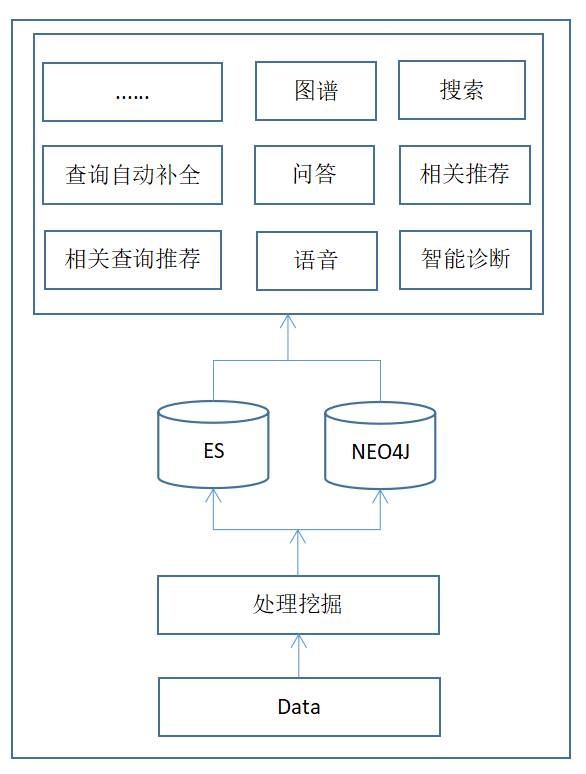 ......
图谱
搜索
查询自动补全
问答
相关推荐
相关查询推荐
语音
智能诊断
ES
NEO4J
处理挖掘
Data